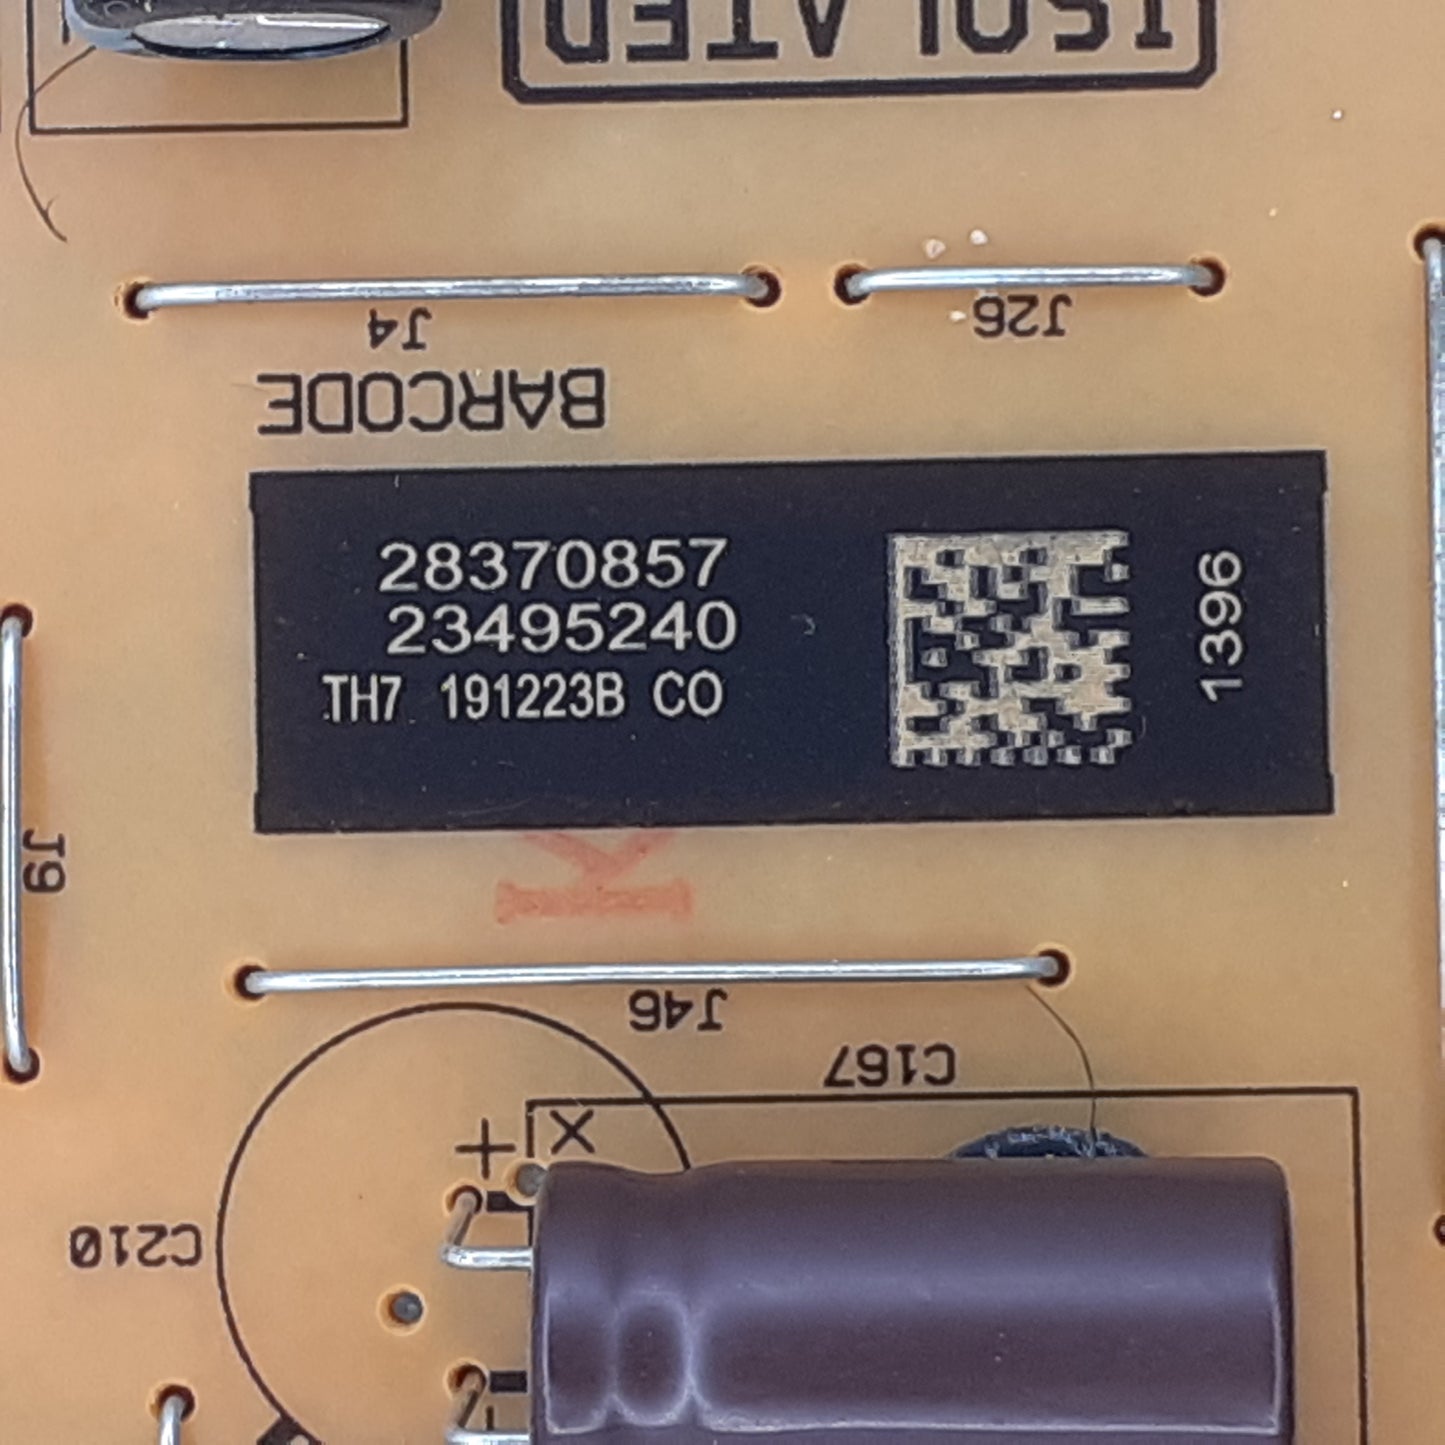 ISOLATED
J4
J26
BARCODE
28370857
23495240
TH7 191223B CO
1396
J9
K
J46
C167
+
X
C210